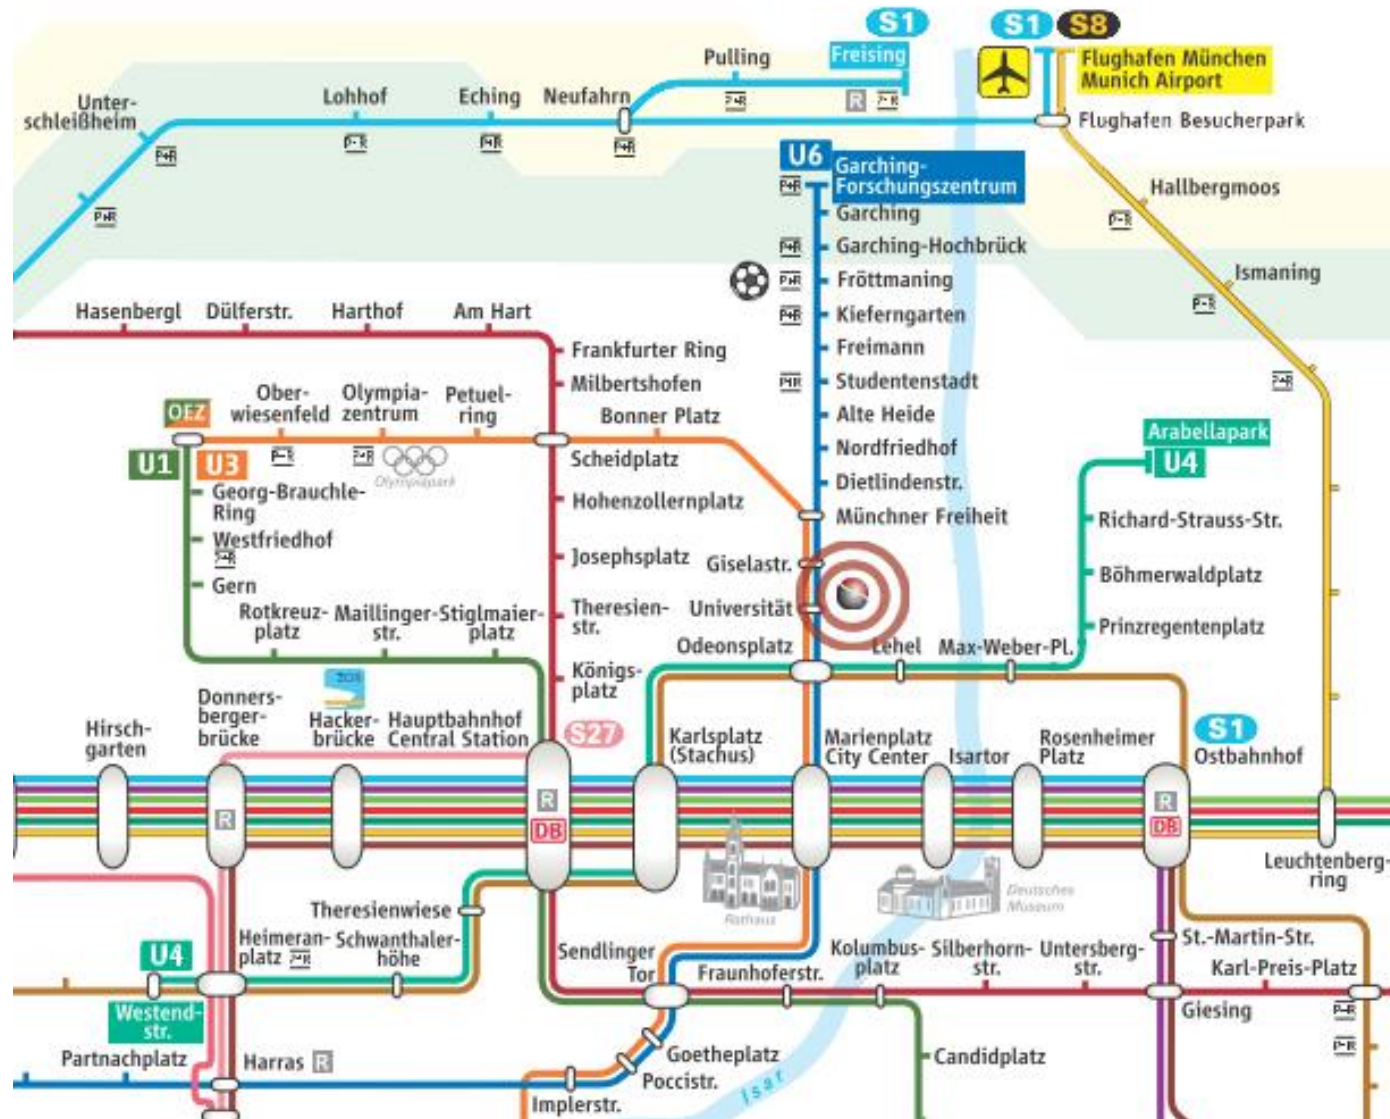 S1
S1
S8
Pulling
Freising
Flughafen München
Munich Airport
Unter-
schleißheim
Lohhof
Eching
Neufahrn
P+R
R
P+R
Flughafen Besucherpark
P+R
P+R
P+R
P+R
U6
Garching-
Forschungszentrum
P+R
Hallbergmoos
P+R
P+R
Garching
Garching-Hochbrück
P+R
Fröttmaning
P+R
Ismaning
P+R
Hasenbergl
Dülferstr.
Harthof
Am Hart
Kieferngarten
P+R
Frankfurter Ring
Freimann
Milbertshofen
Studentenstadt
P+R
P+R
OEZ
Ober-
wiesenfeld
Olympia-
zentrum
Petuel-
ring
Bonner Platz
Alte Heide
Arabellapark
U4
U1
U3
P+R
P+R
Olympiapark
Scheidplatz
Nordfriedhof
Georg-Brauchle-
Ring
Hohenzollernplatz
Dietlindenstr.
Münchner Freiheit
Richard-Strauss-Str.
Westfriedhof
P+R
Josephsplatz
Giselastr.
Böhmerwaldplatz
Gern
Rotkreuz-
platz
Maillinger-
str.
Stiglmaier-
platz
Theresien-
str.
Universität
Prinzregentenplatz
Odeonsplatz
Lehel
Max-Weber-Pl.
Königs-
platz
ZOB
Donners-
berger-
brücke
Hacker-
brücke
Hauptbahnhof
Central Station
S27
Hirsch-
garten
Karlsplatz
(Stachus)
Marienplatz
City Center
Isartor
Rosenheimer
Platz
S1
Ostbahnhof
R
R
DB
R
DB
Rathaus
Deutsches
Museum
Leuchtenberg-
ring
Theresienwiese
U4
Heimeran-
platz P+R
Schwanthaler-
höhe
Sendlinger
Tor
Fraunhoferstr.
Kolumbus-
platz
Silberhorn-
str.
Untersberg-
str.
St.-Martin-Str.
Karl-Preis-Platz
P+R
P+R
Westend-
str.
Giesing
Partnachplatz
Harras R
Goetheplatz
Poccistr.
Implerstr.
Candidplatz
Isar